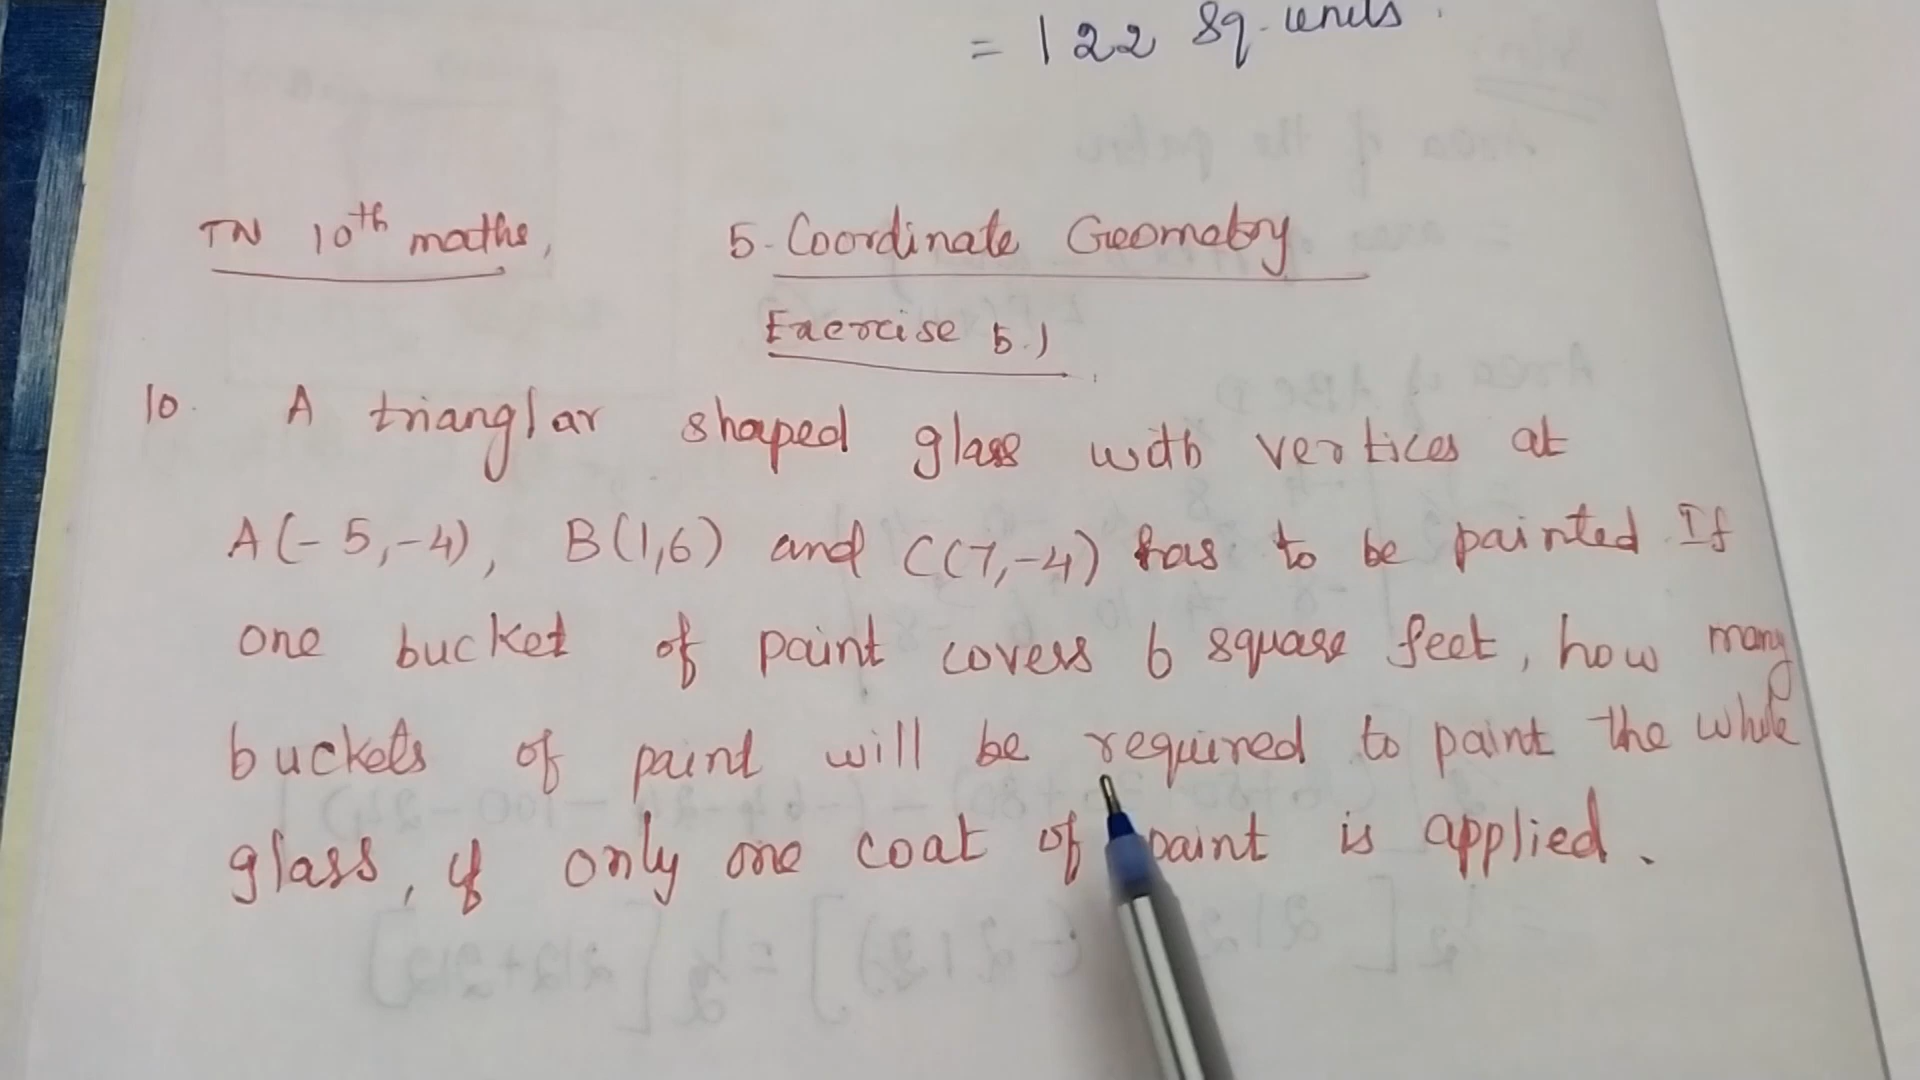 = 122 Sq. units.
TN 10th maths, 5. Coordinate Geometry
Exercise 5.1
10. A trianglar shaped glass with vertices at
A(-5,-4), B(1,6) and C(7,-4) has to be painted If
one bucket of paint covers 6 square feet, how many
buckets of paint will be required to paint the whole
glass, if only one coat of paint is applied.